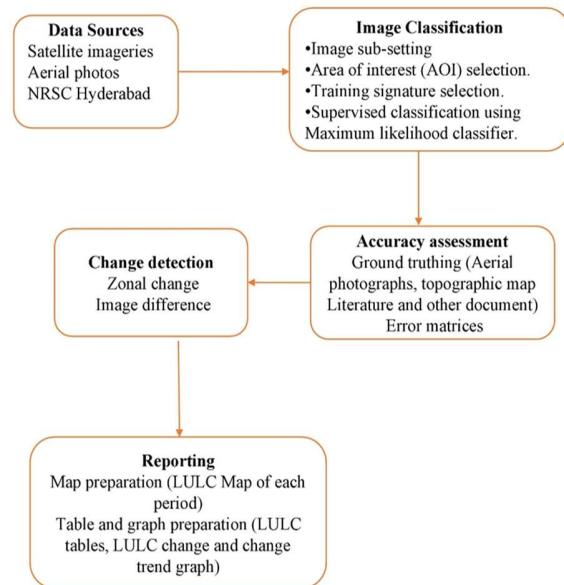 Data Sources
Satellite imageries
Aerial photos
NRSC Hyderabad
Image Classification
•Image sub-setting
•Area of interest (AOI) selection.
•Training signature selection.
•Supervised classification using
Maximum likelihood classifier.
Accuracy assessment
Ground truthing (Aerial
photographs, topographic map
Literature and other document)
Error matrices
Change detection
Zonal change
Image difference
Reporting
Map preparation (LULC Map of each
period)
Table and graph preparation (LULC
tables, LULC change and change
trend graph)